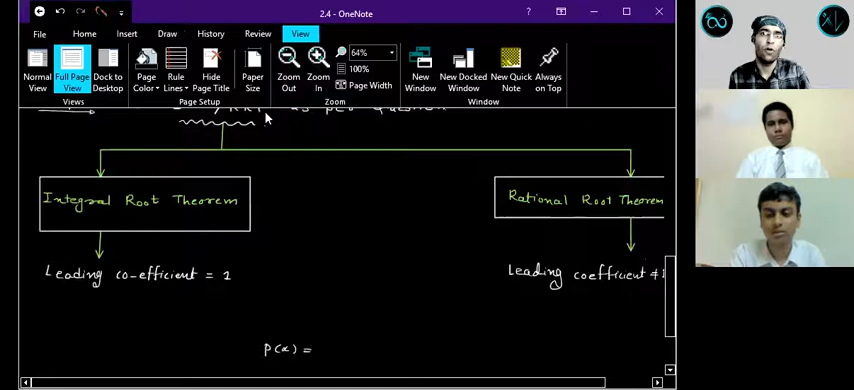 2.4 - OneNote
File Home Insert Draw History Review View
Normal View
Full Page View
Dock to Desktop
Views
Page Color
Rule Lines
Hide Page Title
Page Setup
Paper Size
Zoom Out
Zoom In
64%
100%
Page Width
Zoom
New Window
New Docked Window
New Quick Note
Always on Top
Window
as per question
Integral Root Theorem
Rational Root Theorem
Leading co-efficient = 1
Leading coefficient ≠ 1
P(x) =